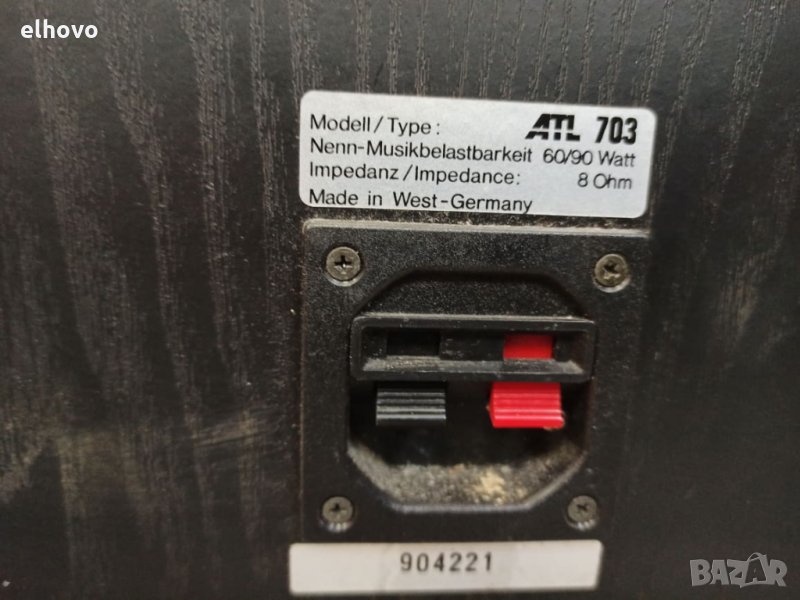 elhovo
Modell/Type: ATL 703
Nenn-Musikbelastbarkeit 60/90 Watt
Impedanz/Impedance: 8 Ohm
Made in West-Germany
904221
BAZAR